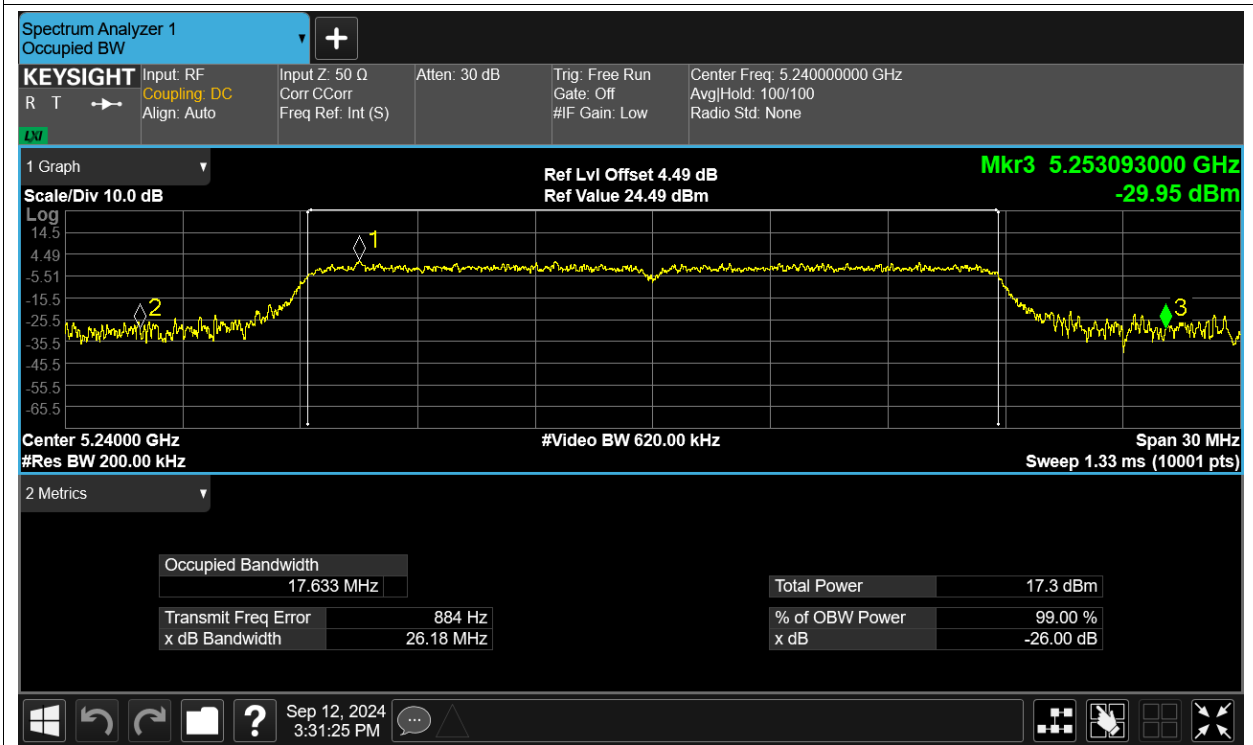 Spectrum Analyzer 1
Occupied BW
KEYSIGHT
R T
LXI
Input: RF
Coupling: DC
Align: Auto
Input Z: 50 Ω
Corr CCorr
Freq Ref: Int (S)
Atten: 30 dB
Trig: Free Run
Gate: Off
#IF Gain: Low
Center Freq: 5.240000000 GHz
Avg|Hold: 100/100
Radio Std: None
1 Graph
Scale/Div 10.0 dB
Ref Lvl Offset 4.49 dB
Ref Value 24.49 dBm
Mkr3 5.253093000 GHz
-29.95 dBm
Log
14.5
4.49
-5.51
-15.5
-25.5
-35.5
-45.5
-55.5
-65.5
1
2
3
Center 5.24000 GHz
#Res BW 200.00 kHz
#Video BW 620.00 kHz
Span 30 MHz
Sweep 1.33 ms (10001 pts)
2 Metrics
Occupied Bandwidth
17.633 MHz
Transmit Freq Error 884 Hz
x dB Bandwidth 26.18 MHz
Total Power 17.3 dBm
% of OBW Power 99.00 %
x dB -26.00 dB
?
Sep 12, 2024
3:31:25 PM